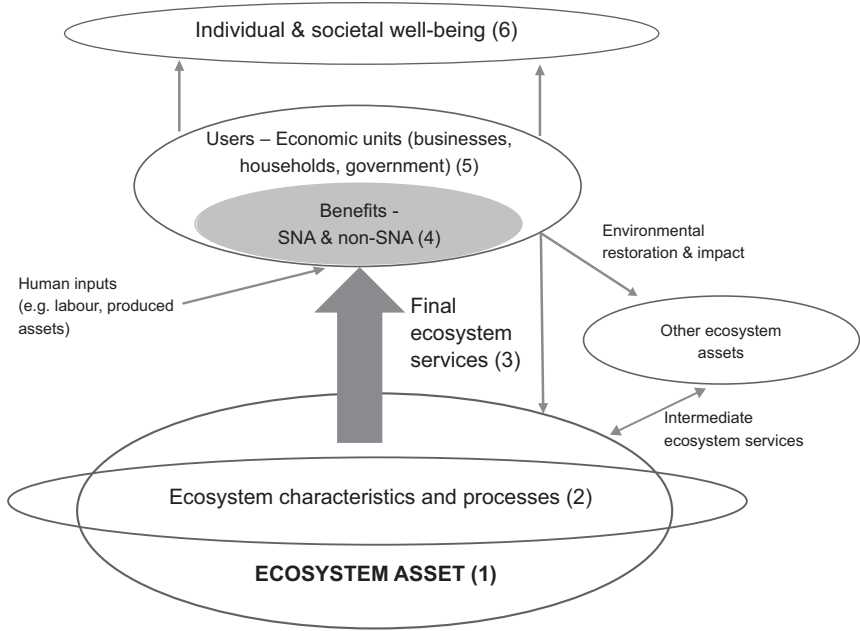 Individual & societal well-being (6)
Users – Economic units (businesses,
households, government) (5)
Benefits -
SNA & non-SNA (4)
Environmental
restoration & impact
Human inputs
(e.g. labour, produced
assets)
Final
ecosystem
services (3)
Other ecosystem
assets
Intermediate
ecosystem services
Ecosystem characteristics and processes (2)
ECOSYSTEM ASSET (1)